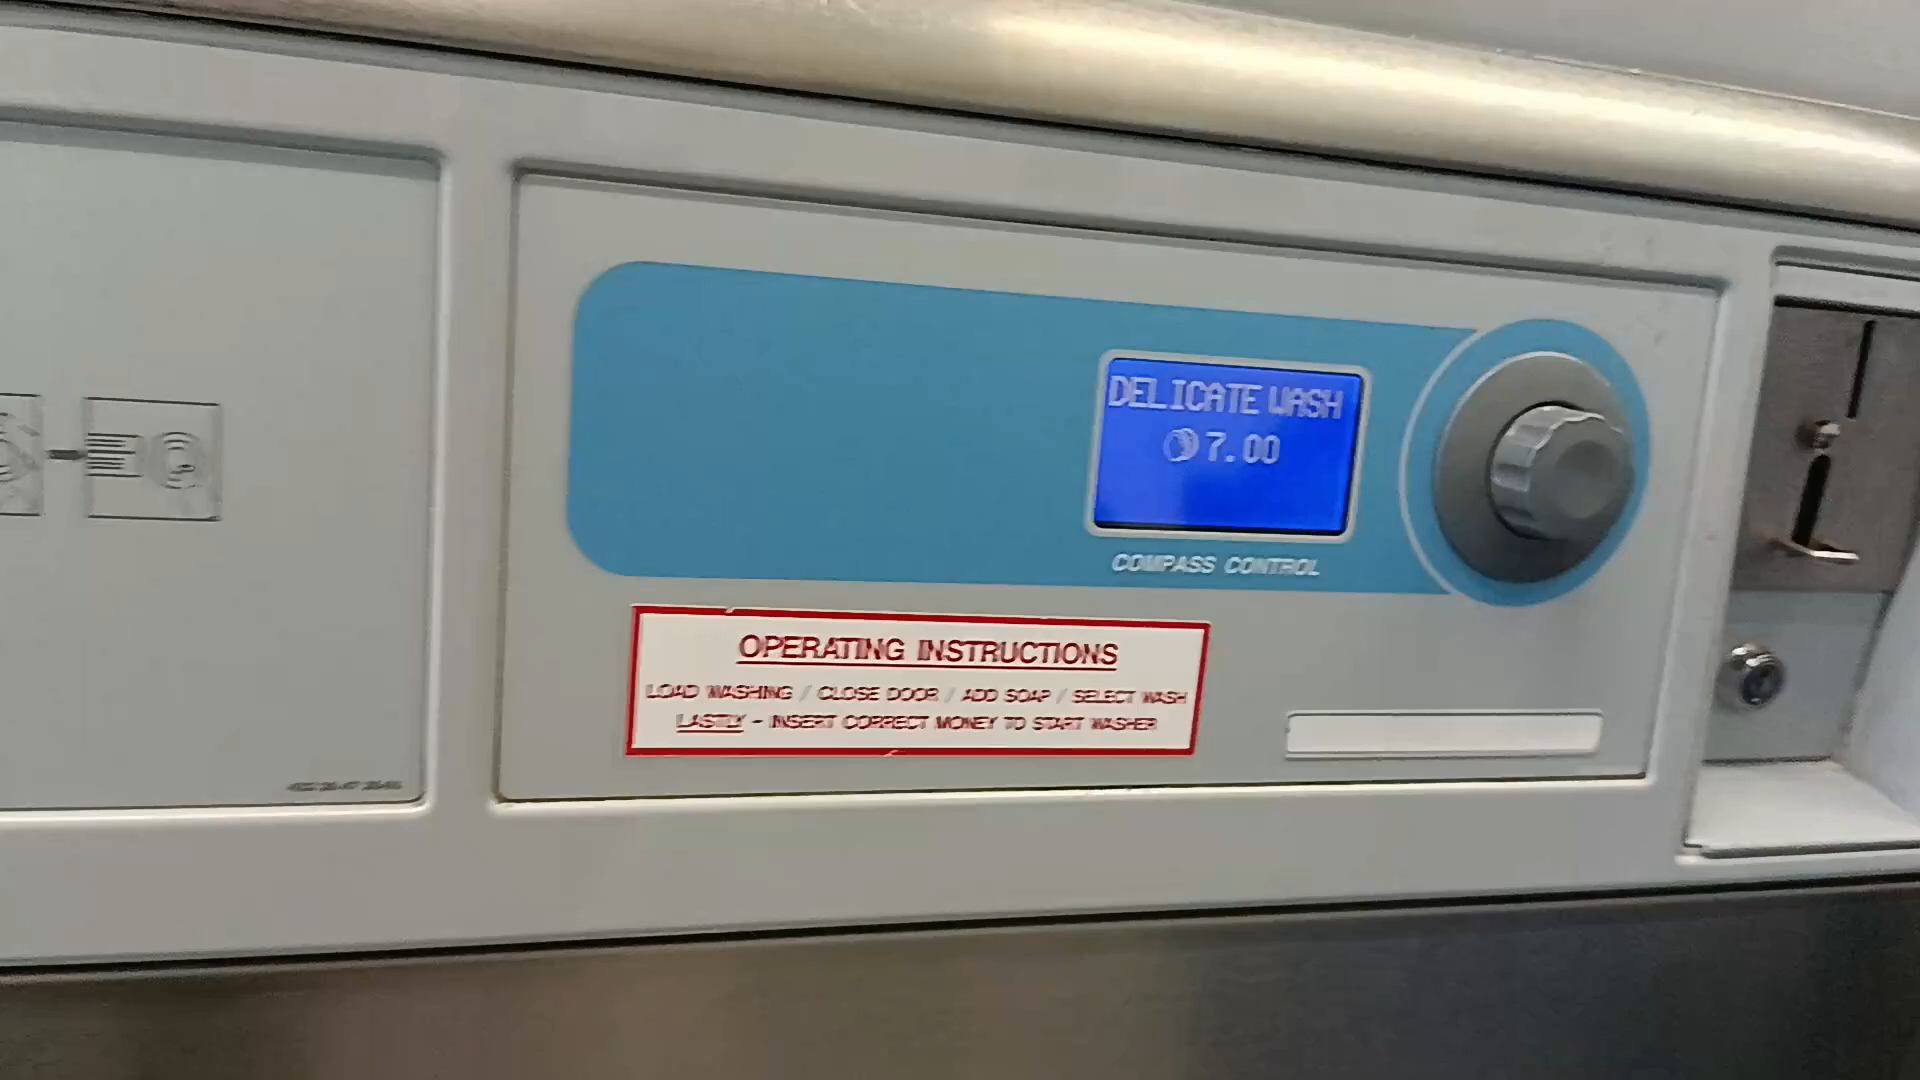 DELICATE WASH
7.00
COMPASS CONTROL
OPERATING INSTRUCTIONS
LOAD WASHING / CLOSE DOOR / ADD SOAP / SELECT WASH
LASTLY - INSERT CORRECT MONEY TO START WASHER